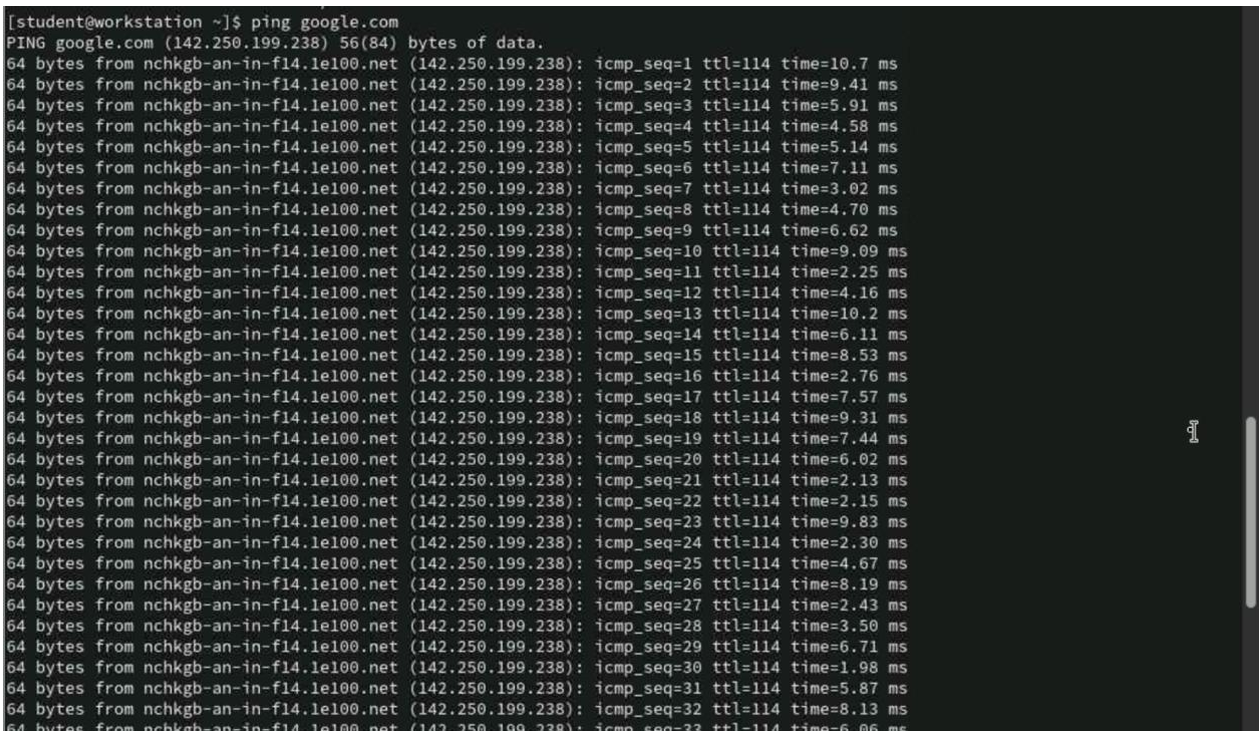 [student@workstation ~]$ ping google.com
PING google.com (142.250.199.238) 56(84) bytes of data.
64 bytes from nchkgb-an-in-f14.1e100.net (142.250.199.238): icmp_seq=1 ttl=114 time=10.7 ms
64 bytes from nchkgb-an-in-f14.1e100.net (142.250.199.238): icmp_seq=2 ttl=114 time=9.41 ms
64 bytes from nchkgb-an-in-f14.1e100.net (142.250.199.238): icmp_seq=3 ttl=114 time=5.91 ms
64 bytes from nchkgb-an-in-f14.1e100.net (142.250.199.238): icmp_seq=4 ttl=114 time=4.58 ms
64 bytes from nchkgb-an-in-f14.1e100.net (142.250.199.238): icmp_seq=5 ttl=114 time=5.14 ms
64 bytes from nchkgb-an-in-f14.1e100.net (142.250.199.238): icmp_seq=6 ttl=114 time=7.11 ms
64 bytes from nchkgb-an-in-f14.1e100.net (142.250.199.238): icmp_seq=7 ttl=114 time=3.02 ms
64 bytes from nchkgb-an-in-f14.1e100.net (142.250.199.238): icmp_seq=8 ttl=114 time=4.70 ms
64 bytes from nchkgb-an-in-f14.1e100.net (142.250.199.238): icmp_seq=9 ttl=114 time=6.62 ms
64 bytes from nchkgb-an-in-f14.1e100.net (142.250.199.238): icmp_seq=10 ttl=114 time=9.09 ms
64 bytes from nchkgb-an-in-f14.1e100.net (142.250.199.238): icmp_seq=11 ttl=114 time=2.25 ms
64 bytes from nchkgb-an-in-f14.1e100.net (142.250.199.238): icmp_seq=12 ttl=114 time=4.16 ms
64 bytes from nchkgb-an-in-f14.1e100.net (142.250.199.238): icmp_seq=13 ttl=114 time=10.2 ms
64 bytes from nchkgb-an-in-f14.1e100.net (142.250.199.238): icmp_seq=14 ttl=114 time=6.11 ms
64 bytes from nchkgb-an-in-f14.1e100.net (142.250.199.238): icmp_seq=15 ttl=114 time=8.53 ms
64 bytes from nchkgb-an-in-f14.1e100.net (142.250.199.238): icmp_seq=16 ttl=114 time=2.76 ms
64 bytes from nchkgb-an-in-f14.1e100.net (142.250.199.238): icmp_seq=17 ttl=114 time=7.57 ms
64 bytes from nchkgb-an-in-f14.1e100.net (142.250.199.238): icmp_seq=18 ttl=114 time=9.31 ms
64 bytes from nchkgb-an-in-f14.1e100.net (142.250.199.238): icmp_seq=19 ttl=114 time=7.44 ms
64 bytes from nchkgb-an-in-f14.1e100.net (142.250.199.238): icmp_seq=20 ttl=114 time=6.02 ms
64 bytes from nchkgb-an-in-f14.1e100.net (142.250.199.238): icmp_seq=21 ttl=114 time=2.13 ms
64 bytes from nchkgb-an-in-f14.1e100.net (142.250.199.238): icmp_seq=22 ttl=114 time=2.15 ms
64 bytes from nchkgb-an-in-f14.1e100.net (142.250.199.238): icmp_seq=23 ttl=114 time=9.83 ms
64 bytes from nchkgb-an-in-f14.1e100.net (142.250.199.238): icmp_seq=24 ttl=114 time=2.30 ms
64 bytes from nchkgb-an-in-f14.1e100.net (142.250.199.238): icmp_seq=25 ttl=114 time=4.67 ms
64 bytes from nchkgb-an-in-f14.1e100.net (142.250.199.238): icmp_seq=26 ttl=114 time=8.19 ms
64 bytes from nchkgb-an-in-f14.1e100.net (142.250.199.238): icmp_seq=27 ttl=114 time=2.43 ms
64 bytes from nchkgb-an-in-f14.1e100.net (142.250.199.238): icmp_seq=28 ttl=114 time=3.50 ms
64 bytes from nchkgb-an-in-f14.1e100.net (142.250.199.238): icmp_seq=29 ttl=114 time=6.71 ms
64 bytes from nchkgb-an-in-f14.1e100.net (142.250.199.238): icmp_seq=30 ttl=114 time=1.98 ms
64 bytes from nchkgb-an-in-f14.1e100.net (142.250.199.238): icmp_seq=31 ttl=114 time=5.87 ms
64 bytes from nchkgb-an-in-f14.1e100.net (142.250.199.238): icmp_seq=32 ttl=114 time=8.13 ms
64 bytes from nchkgb-an-in-f14.1e100.net (142.250.199.238): icmp_seq=33 ttl=114 time=6.06 ms